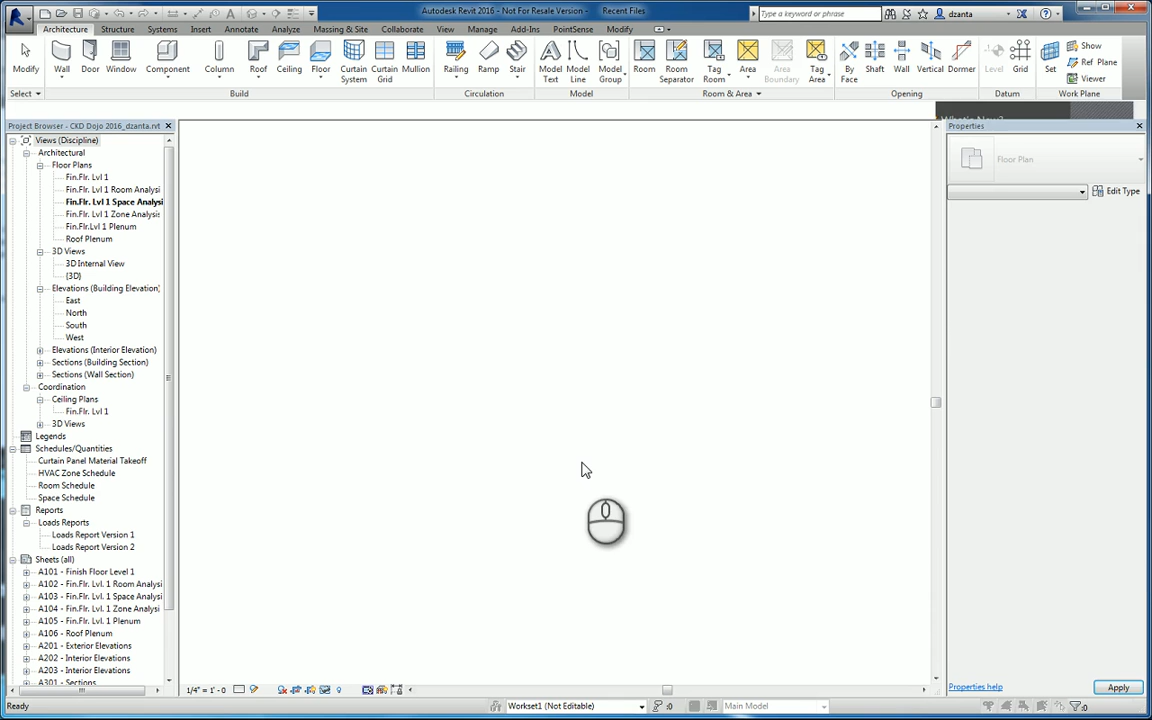 Autodesk Revit 2016 - Not For Resale Version - Recent Files
Type a keyword or phrase
dzanta
Architecture Structure Systems Insert Annotate Analyze Massing & Site Collaborate View Manage Add-Ins PointSense Modify
Modify Wall Door Window Component Column Roof Ceiling Floor Curtain System Curtain Grid Mullion Railing Ramp Stair Model Text Model Line Model Group Room Room Separator Tag Room Area Area Boundary Tag Area By Face Shaft Wall Vertical Dormer Level Grid Set Show Ref Plane Viewer
Select Build Circulation Model Room & Area Opening Datum Work Plane
What's New?
Project Browser - CKD Dojo 2016_dzanta.rvt
Views (Discipline)
Architectural
Floor Plans
Fin.Flr. Lvl 1
Fin.Flr. Lvl 1 Room Analysi
Fin.Flr. Lvl 1 Space Analysi
Fin.Flr. Lvl 1 Zone Analysi
Fin.Flr.Lvl 1 Plenum
Roof Plenum
3D Views
3D Internal View
{3D}
Elevations (Building Elevation)
East
North
South
West
Elevations (Interior Elevation)
Sections (Building Section)
Sections (Wall Section)
Coordination
Ceiling Plans
Fin.Flr. Lvl 1
3D Views
Legends
Schedules/Quantities
Curtain Panel Material Takeoff
HVAC Zone Schedule
Room Schedule
Space Schedule
Reports
Loads Reports
Loads Report Version 1
Loads Report Version 2
Sheets (all)
A101 - Finish Floor Level 1
A102 - Fin.Flr. Lvl. 1 Room Analysi
A103 - Fin.Flr. Lvl. 1 Space Analysi
A104 - Fin.Flr. Lvl. 1 Zone Analysi
A105 - Fin.Flr. Lvl. 1 Plenum
A106 - Roof Plenum
A201 - Exterior Elevations
A202 - Interior Elevations
A203 - Interior Elevations
A301 - Sections
Properties
Floor Plan
Edit Type
Properties help
Apply
1/4" = 1'- 0
Ready
Workset1 (Not Editable)
:0
Main Model
:0